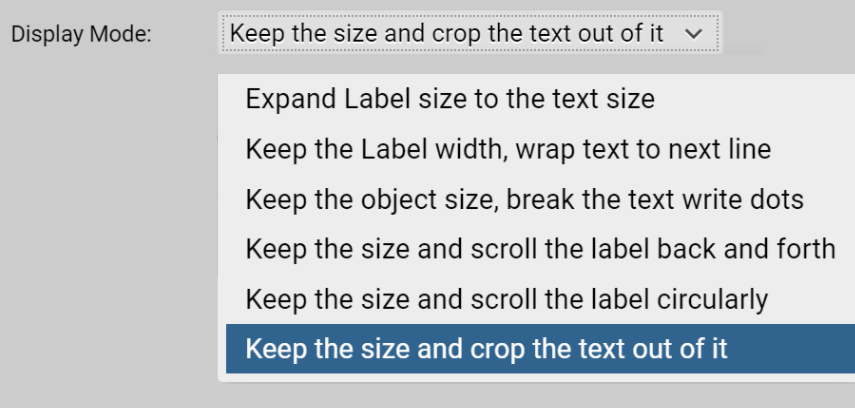 Display Mode: Keep the size and crop the text out of it
Expand Label size to the text size
Keep the Label width, wrap text to next line
Keep the object size, break the text write dots
Keep the size and scroll the label back and forth
Keep the size and scroll the label circularly
Keep the size and crop the text out of it